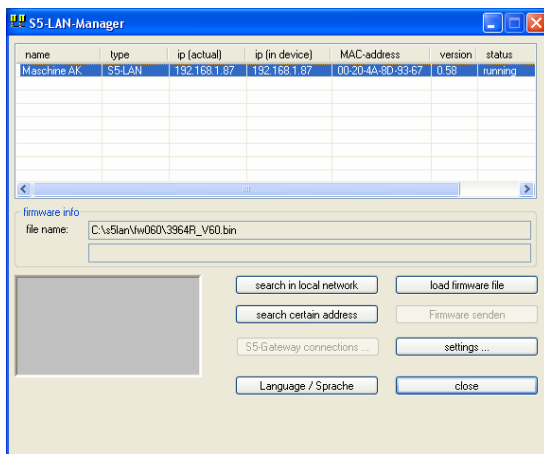 S5-LAN-Manager
name type ip (actual) ip (in device) MAC-address version status
Maschine AK S5-LAN 192.168.1.87 192.168.1.87 00-20-4A-8D-93-67 0.58 running
firmware info
file name: C:\s5lan\fw060\3964R_V60.bin
search in local network load firmware file
search certain address Firmware senden
S5-Gateway connections ... settings ...
Language / Sprache close